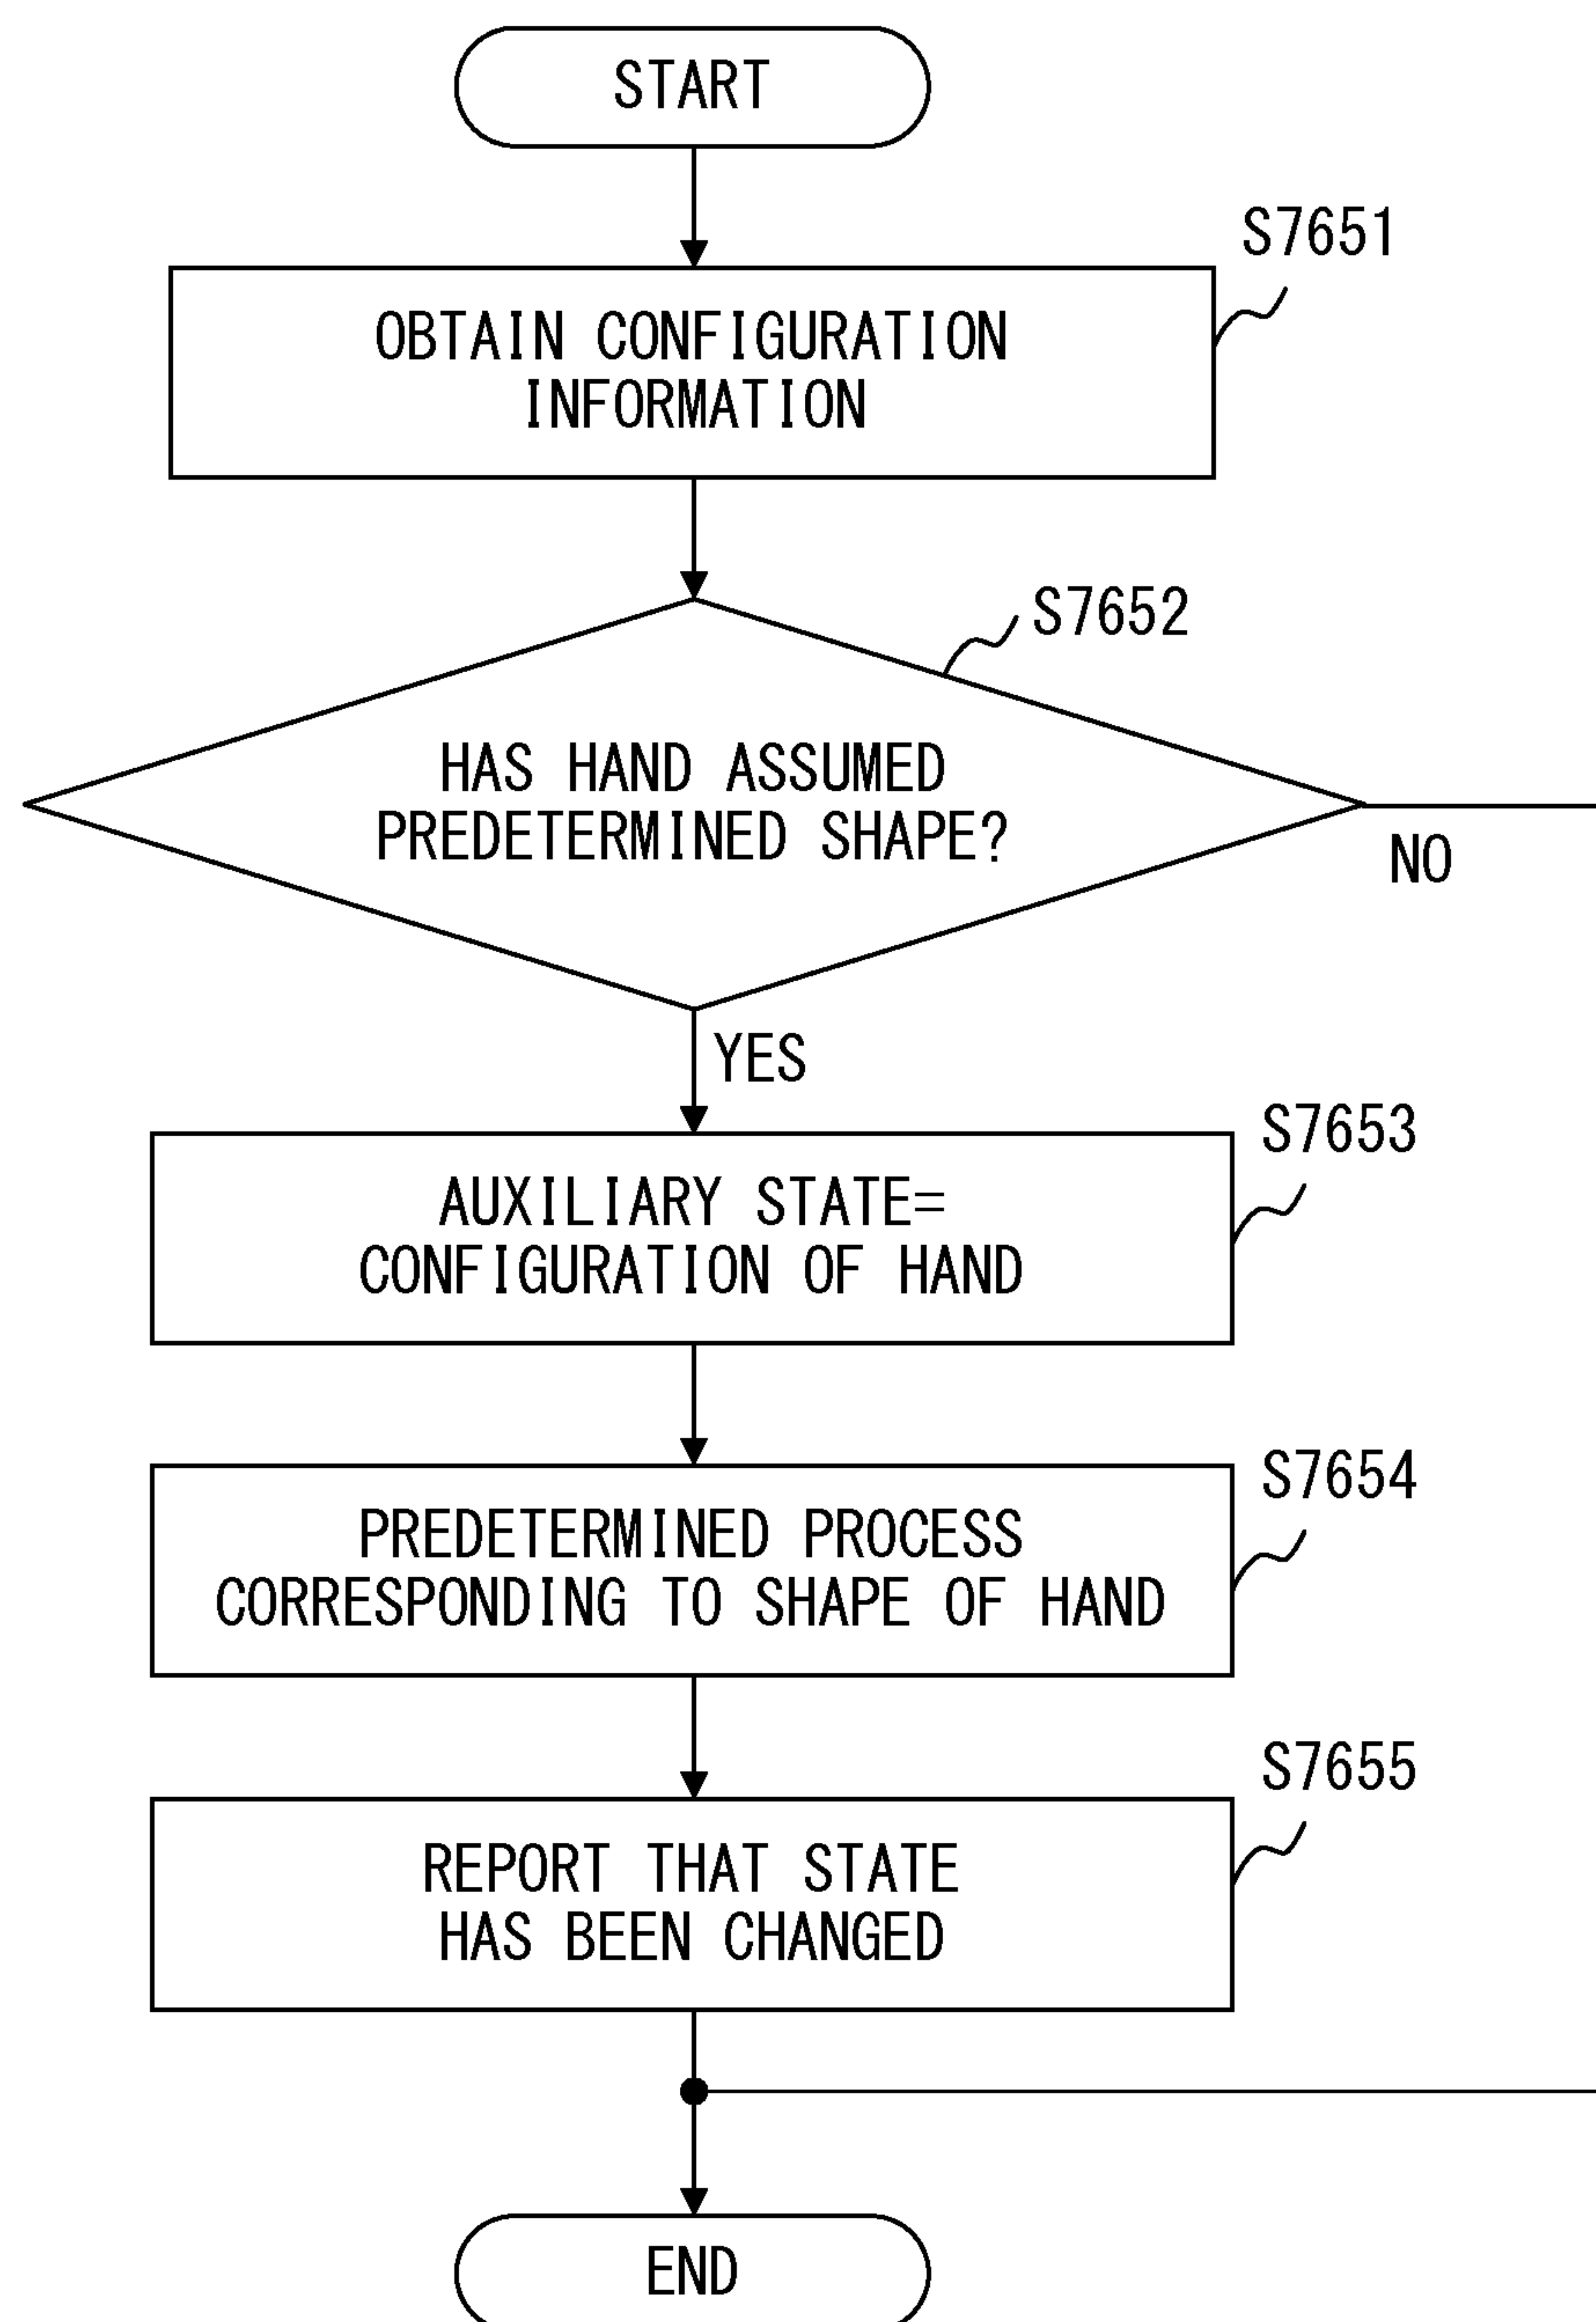 START
S7651
OBTAIN CONFIGURATION
INFORMATION
S7652
HAS HAND ASSUMED
PREDETERMINED SHAPE?
NO
YES
S7653
AUXILIARY STATE=
CONFIGURATION OF HAND
S7654
PREDETERMINED PROCESS
CORRESPONDING TO SHAPE OF HAND
S7655
REPORT THAT STATE
HAS BEEN CHANGED
END